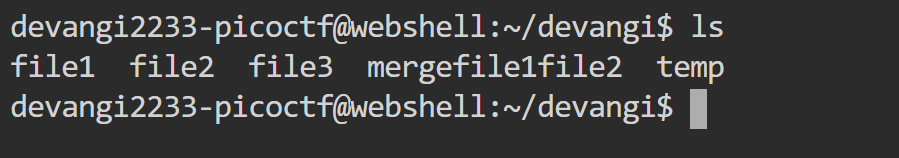 devangi2233-picoctf@webshell:~/devangi$ ls
file1  file2  file3  mergefile1file2  temp
devangi2233-picoctf@webshell:~/devangi$